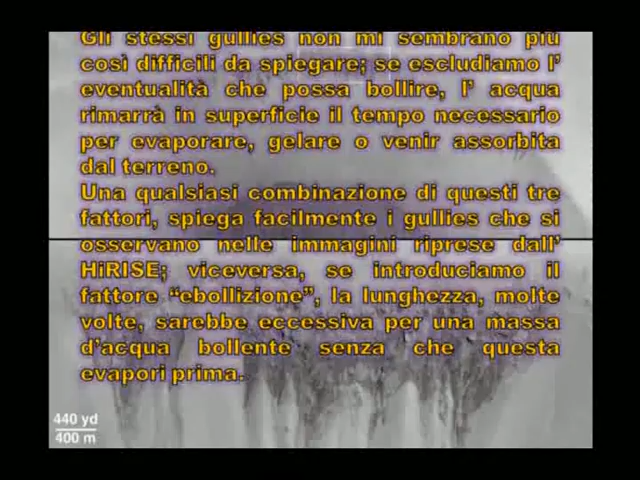 Gli stessi gullies non mi sembrano più
così difficili da spiegare; se escludiamo l'
eventualità che possa bollire, l' acqua
rimarrà in superficie il tempo necessario
per evaporare, gelare o venir assorbita
dal terreno.
Una qualsiasi combinazione di questi tre
fattori, spiega facilmente i gullies che si
osservano nelle immagini riprese dall'
HiRISE; viceversa, se introduciamo il
fattore “ebollizione”, la lunghezza, molte
volte, sarebbe eccessiva per una massa
d'acqua bollente senza che questa
evapori prima.
440 yd
400 m